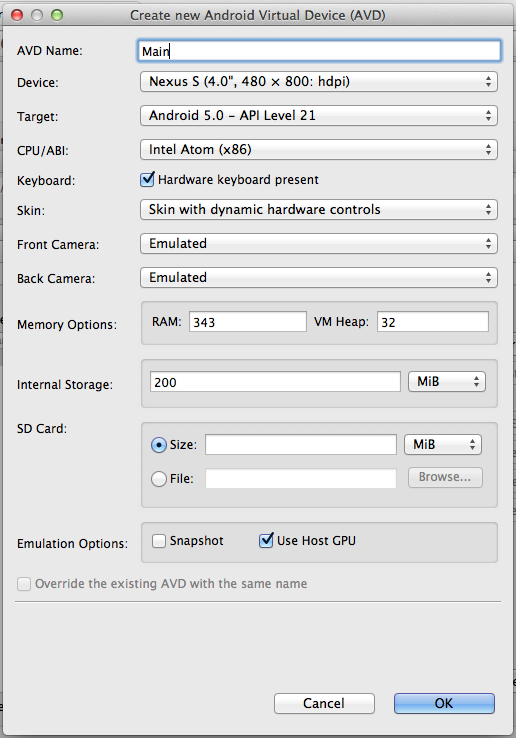 Create new Android Virtual Device (AVD)
AVD Name: Main
Device: Nexus S (4.0", 480 × 800: hdpi)
Target: Android 5.0 – API Level 21
CPU/ABI: Intel Atom (x86)
Keyboard: Hardware keyboard present
Skin: Skin with dynamic hardware controls
Front Camera: Emulated
Back Camera: Emulated
Memory Options: RAM: 343 VM Heap: 32
Internal Storage: 200 MiB
SD Card:
Size: MiB
File: Browse...
Emulation Options: Snapshot Use Host GPU
Override the existing AVD with the same name
Cancel OK